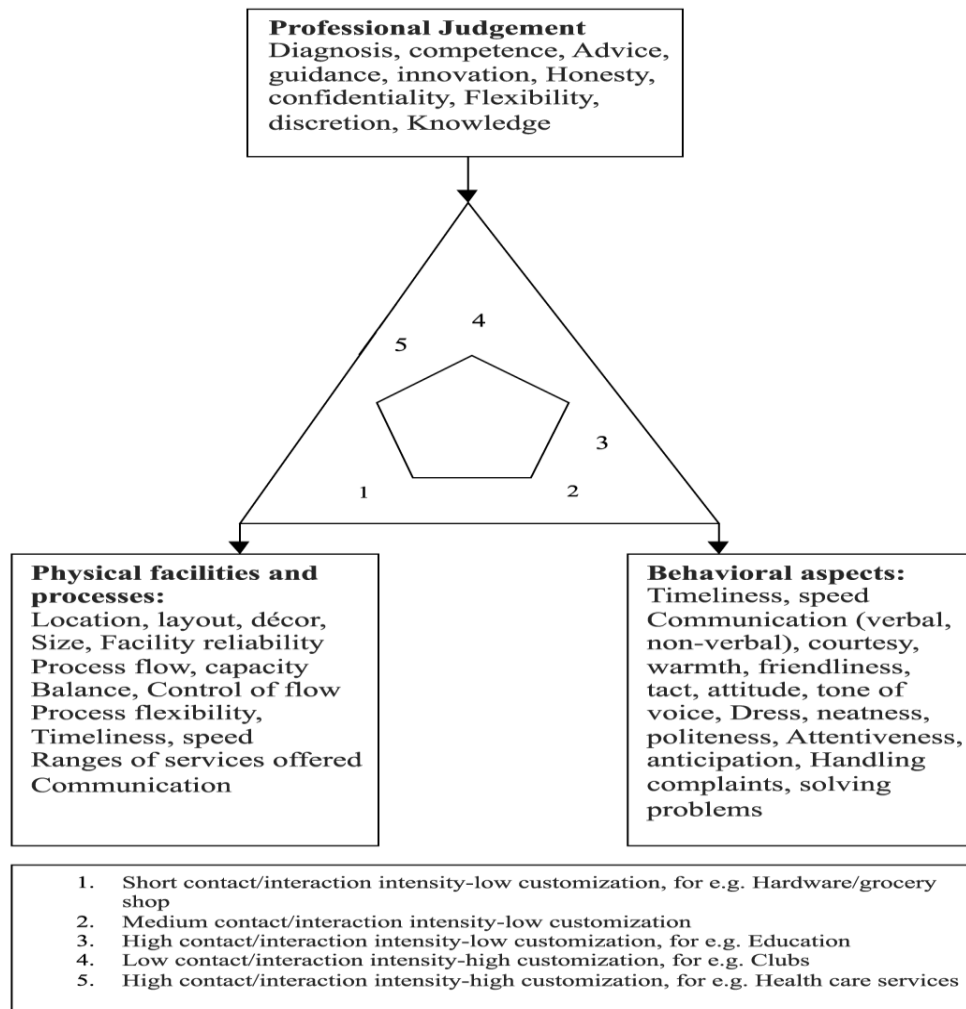 Professional Judgement
Diagnosis, competence, Advice,
guidance, innovation, Honesty,
confidentiality, Flexibility,
discretion, Knowledge
4
5
3
1
2
Physical facilities and
processes:
Location, layout, décor,
Size, Facility reliability
Process flow, capacity
Balance, Control of flow
Process flexibility,
Timeliness, speed
Ranges of services offered
Communication
Behavioral aspects:
Timeliness, speed
Communication (verbal,
non-verbal), courtesy,
warmth, friendliness,
tact, attitude, tone of
voice, Dress, neatness,
politeness, Attentiveness,
anticipation, Handling
complaints, solving
problems
1. Short contact/interaction intensity-low customization, for e.g. Hardware/grocery
shop
2. Medium contact/interaction intensity-low customization
3. High contact/interaction intensity-low customization, for e.g. Education
4. Low contact/interaction intensity-high customization, for e.g. Clubs
5. High contact/interaction intensity-high customization, for e.g. Health care services